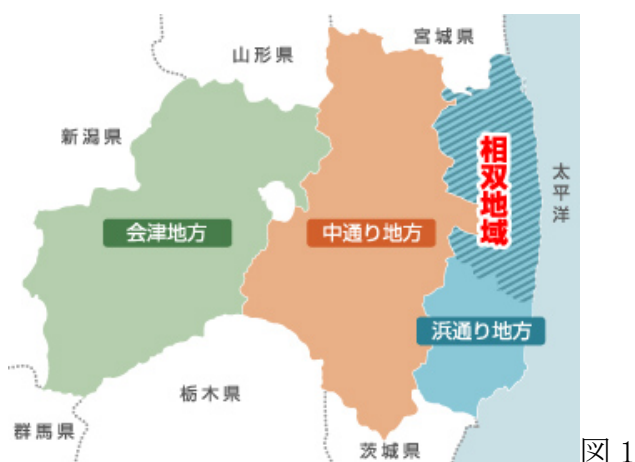 宮城県
山形県
新潟県
相双地域
太平洋
会津地方
中通り地方
浜通り地方
栃木県
群馬県
茨城県
図 1